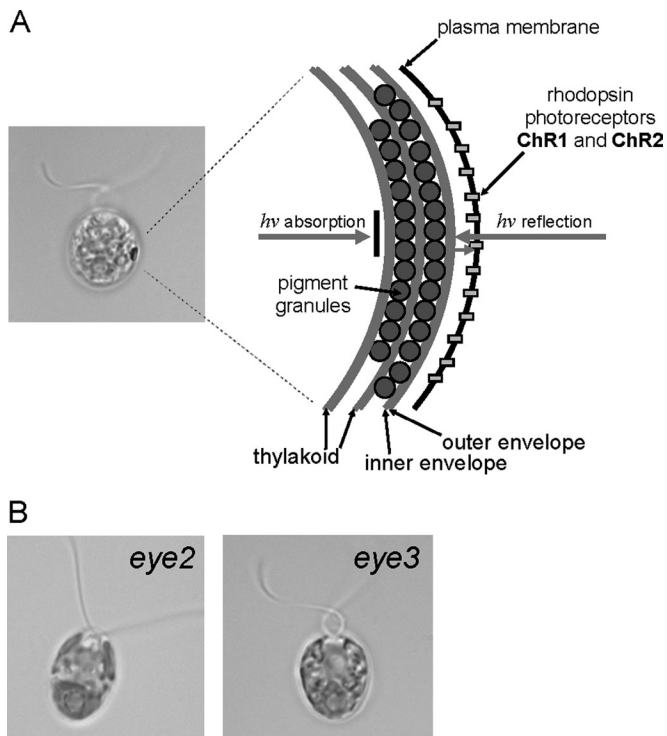 A
plasma membrane
rhodopsin
photoreceptors
ChR1 and ChR2
hν absorption
hν reflection
pigment
granules
thylakoid
outer envelope
inner envelope
B
eye2
eye3